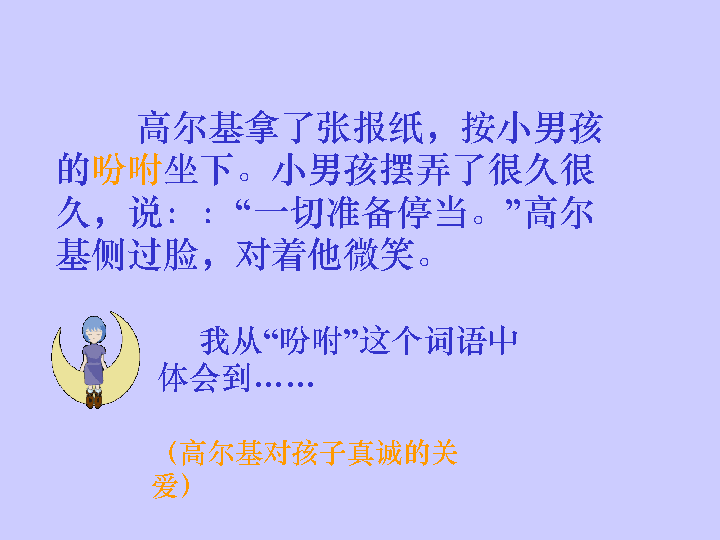 高尔基拿了张报纸，按小男孩
的吩咐坐下。小男孩摆弄了很久很
久，说：：“一切准备停当。”高尔
基侧过脸，对着他微笑。
我从“吩咐”这个词语中
体会到……
（高尔基对孩子真诚的关
爱）